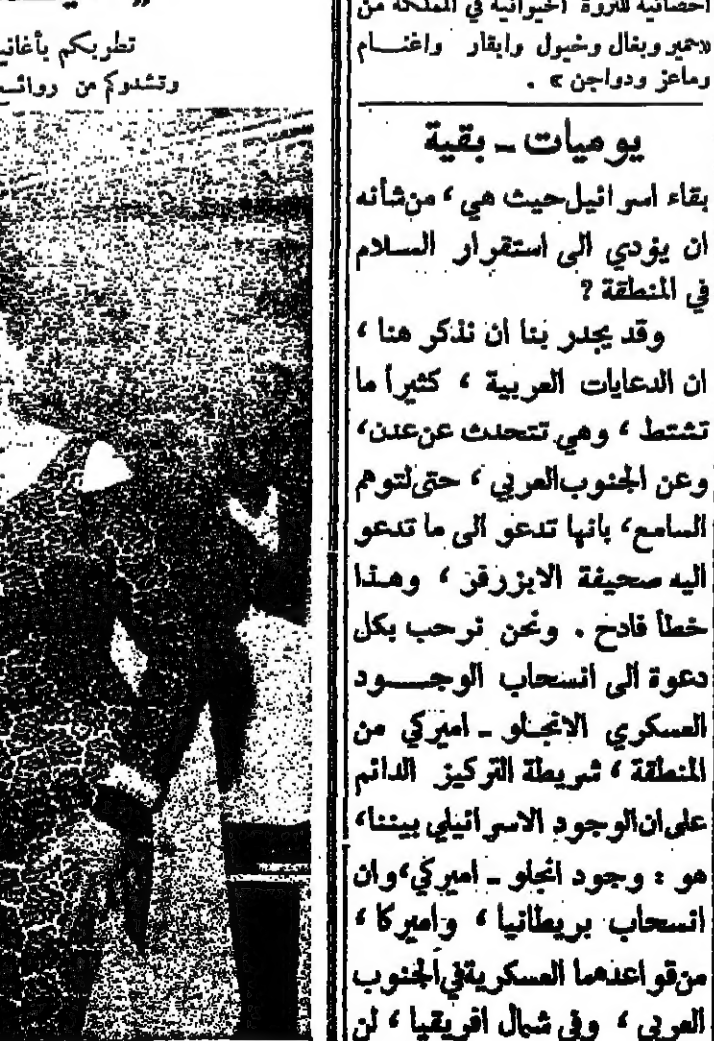 احصائية للثروة الحيوانية في المملكة من
«حمير وبغال وخيول وابقار واغنــام
وماعز ودواجن» .
يوميات ـ بقية
بقاء اسرائيل حيث هي ، من شأنه
ان يؤدي الى استقرار السلام
في المنطقة ؟
وقد يجدر بنا ان نذكر هنا ،
ان الدعايات العربية ، كثيراً ما
تشتط ، وهي تتحدث عن عدن،
وعن الجنوب العربي ، حتى لتوهم
السامع، بانها تدعو الى ما تدعو
اليه صحيفة الابزرفر ، وهـذا
خطأ فادح . ونحن نرحب بكل
دعوة الى انسحاب الوجـــود
العسكري الانجـلو ـ اميركي من
المنطقة ، شريطة التركيز الدائم
على ان الوجود الاسرائيلي بيننا،
هو : وجود انجلو ـ اميركي، وان
انسحاب بريطانيا ، واميركا ،
من قواعدهما العسكرية في الجنوب
العربي ، وفي شمال افريقيا ، لن
تطربكم بأغاني
وتشدوكم من روائــع